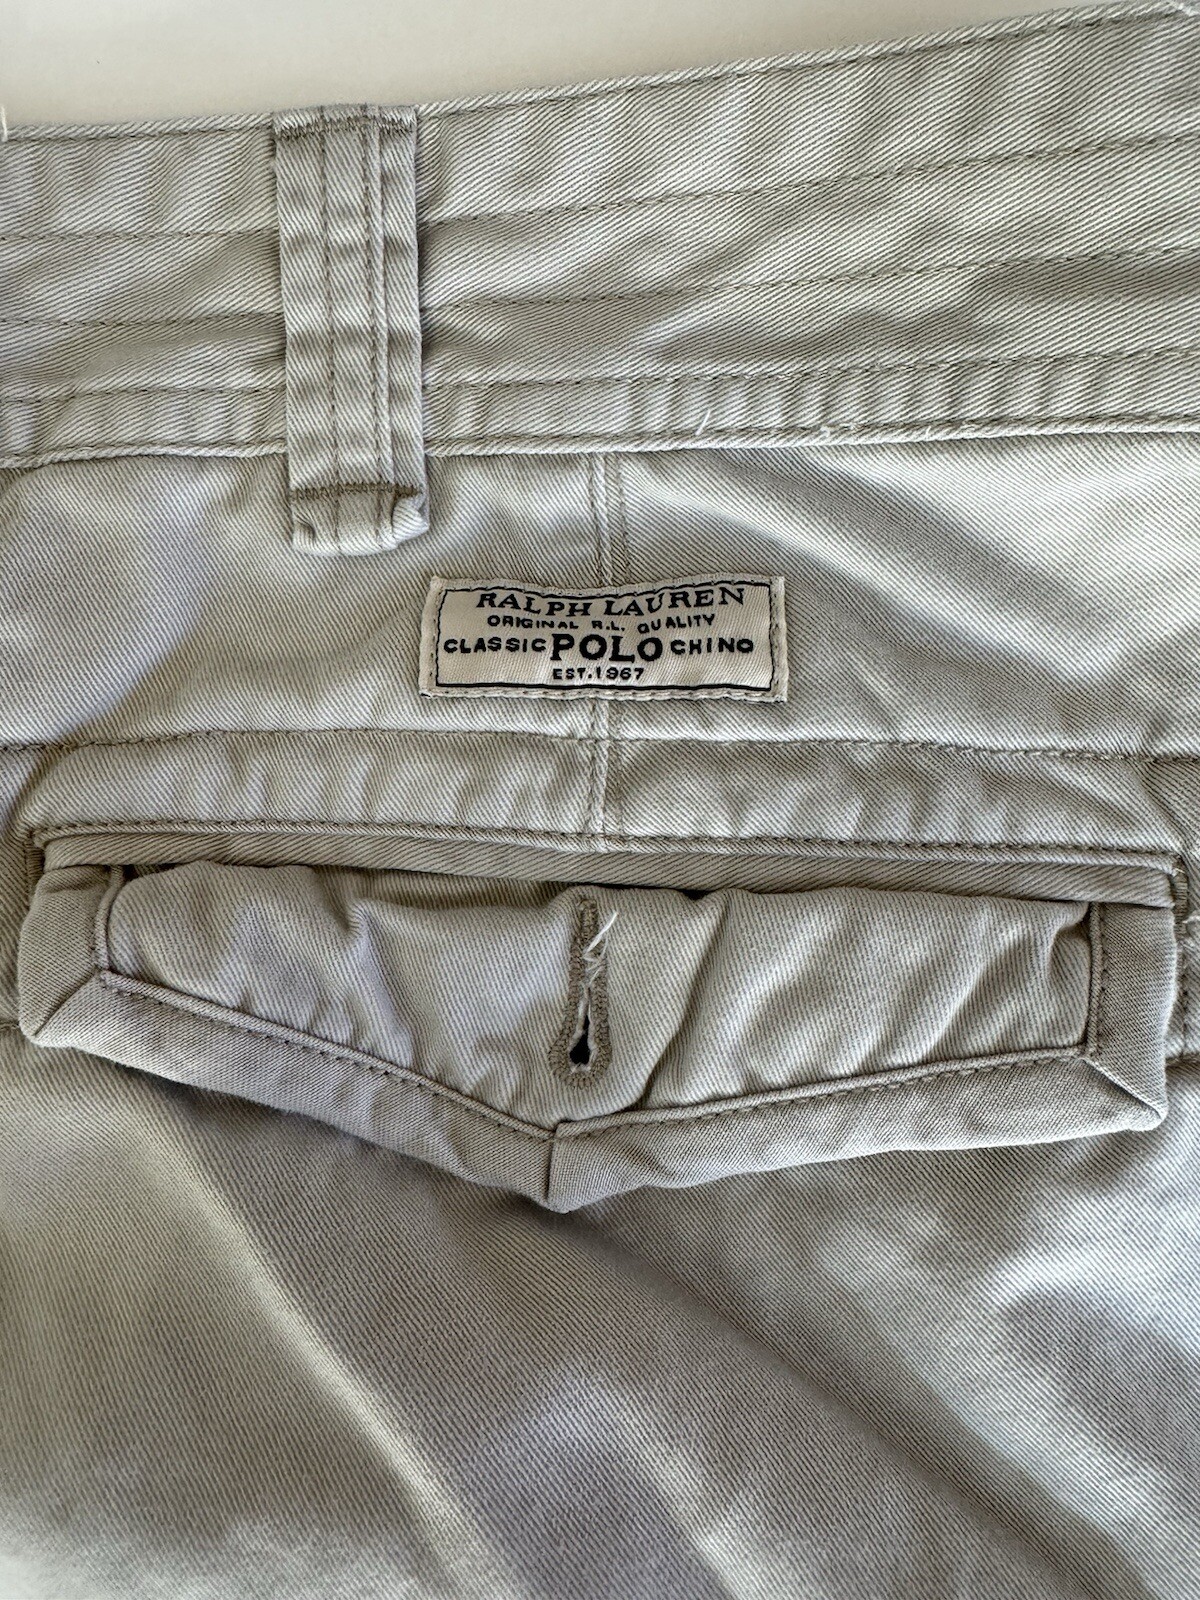 RALPH LAUREN
ORIGINAL R.L. QUALITY
CLASSIC POLO CHINO
EST. 1967